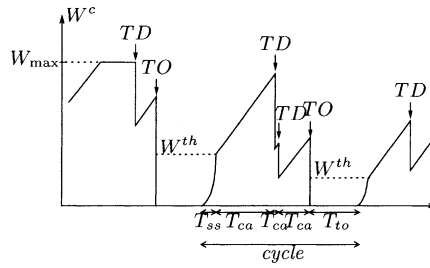 W^c
TD
TD
W_max
TO
TD
TD
TO
W^th
W^th
T_ss T_ca T_ca T_ca T_to
cycle